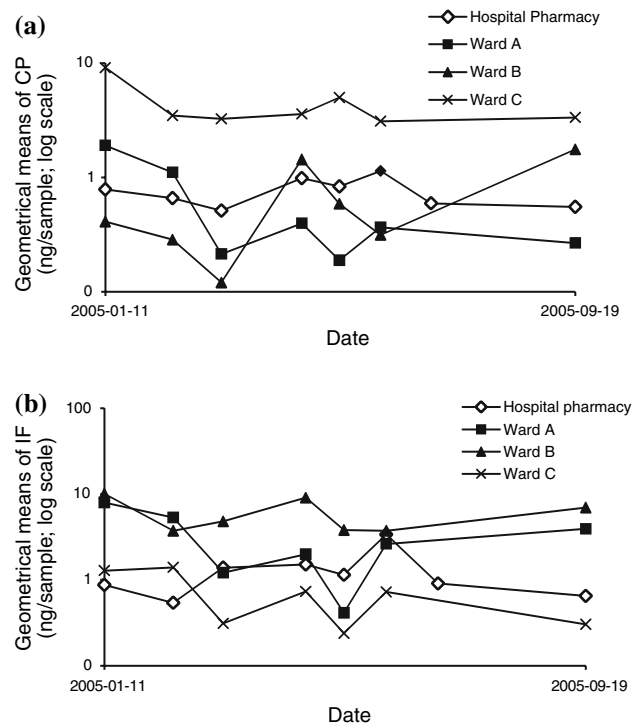 (a)
Hospital Pharmacy
Ward A
Ward B
Ward C
Geometrical means of CP
(ng/sample; log scale)
10
1
0
2005-01-11
2005-09-19
Date
(b)
Hospital pharmacy
Ward A
Ward B
Ward C
Geometrical means of IF
(ng/sample; log scale)
100
10
1
0
2005-01-11
2005-09-19
Date